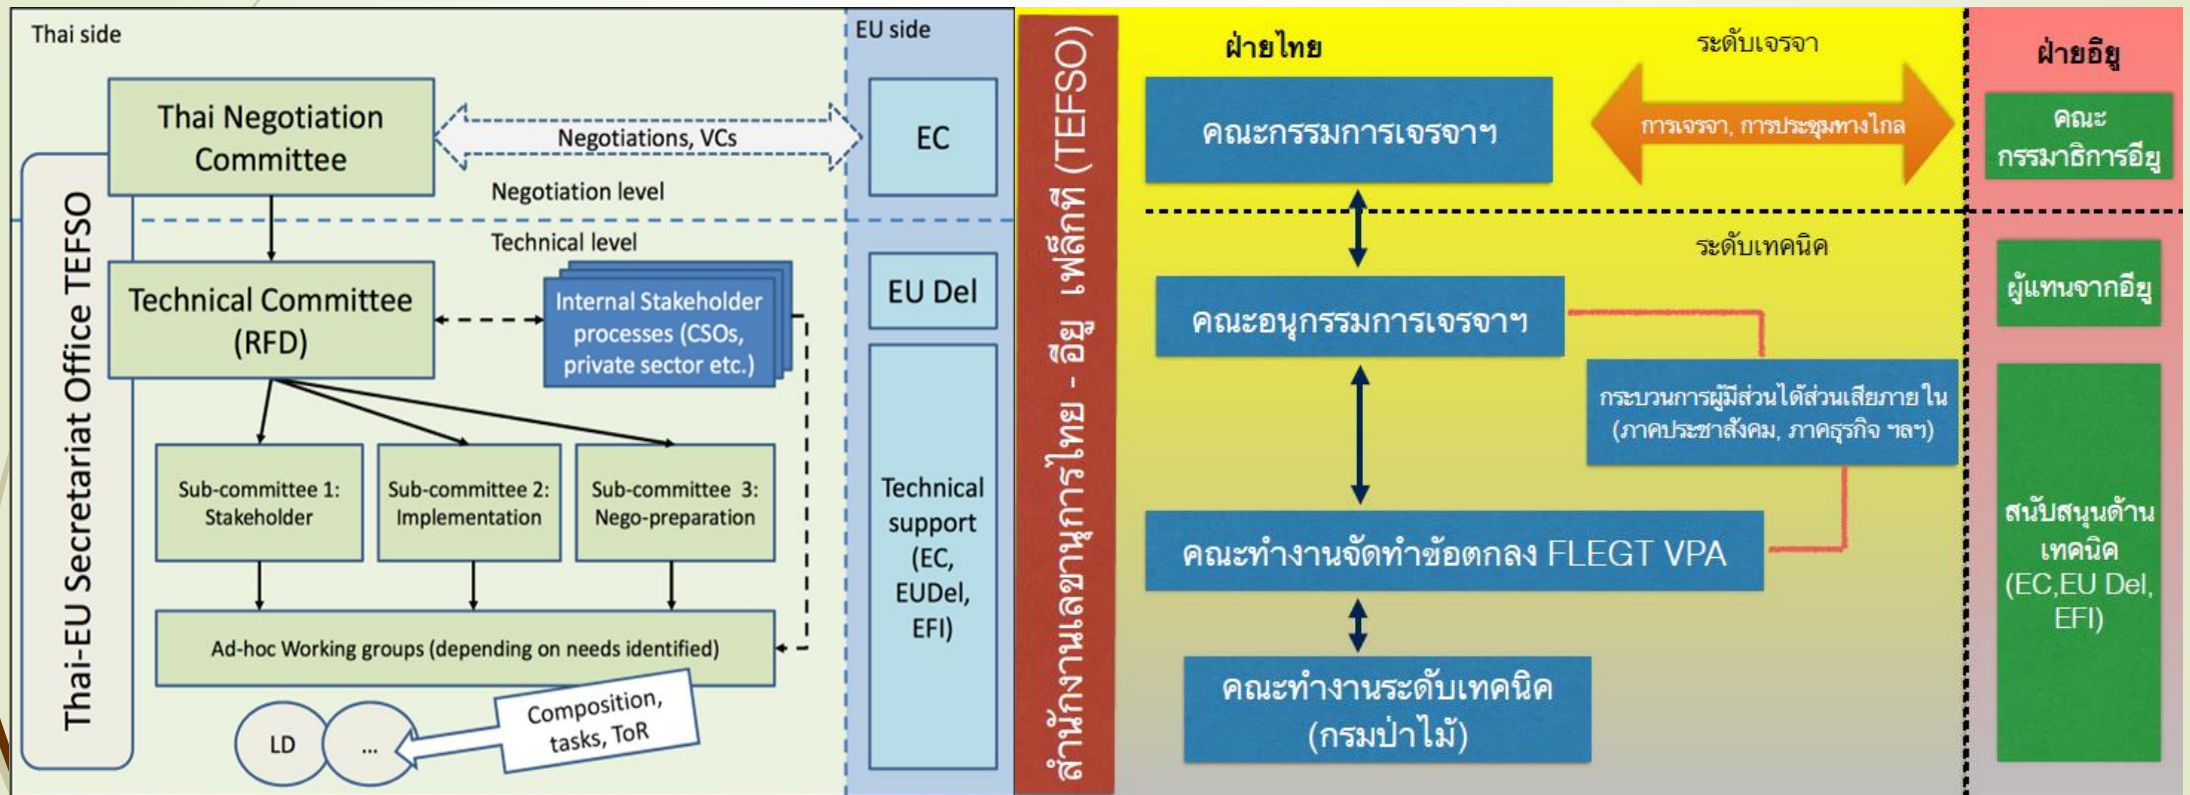 Thai side
EU side
Thai Negotiation
Committee
Negotiations, VCs
EC
Negotiation level
Thai-EU Secretariat Office TEFSO
Technical level
Technical Committee
(RFD)
Internal Stakeholder
processes (CSOs,
private sector etc.)
EU Del
Sub-committee 1:
Stakeholder
Sub-committee 2:
Implementation
Sub-committee 3:
Nego-preparation
Technical
support
(EC,
EUDel,
EFI)
Ad-hoc Working groups (depending on needs identified)
LD
...
Composition,
tasks, ToR
สำนักงานเลขานุการไทย - อียู เฟล็กที (TEFSO)
ฝ่ายไทย
ระดับเจรจา
ฝ่ายอียู
คณะกรรมการเจรจาฯ
การเจรจา, การประชุมทางไกล
คณะ
กรรมาธิการอียู
ระดับเทคนิค
คณะอนุกรรมการเจรจาฯ
ผู้แทนจากอียู
กระบวนการผู้มีส่วนได้ส่วนเสียภายใน
(ภาคประชาสังคม, ภาคธุรกิจ ฯลฯ)
คณะทำงานจัดทำข้อตกลง FLEGT VPA
สนับสนุนด้าน
เทคนิค
(EC,EU Del,
EFI)
คณะทำงานระดับเทคนิค
(กรมป่าไม้)